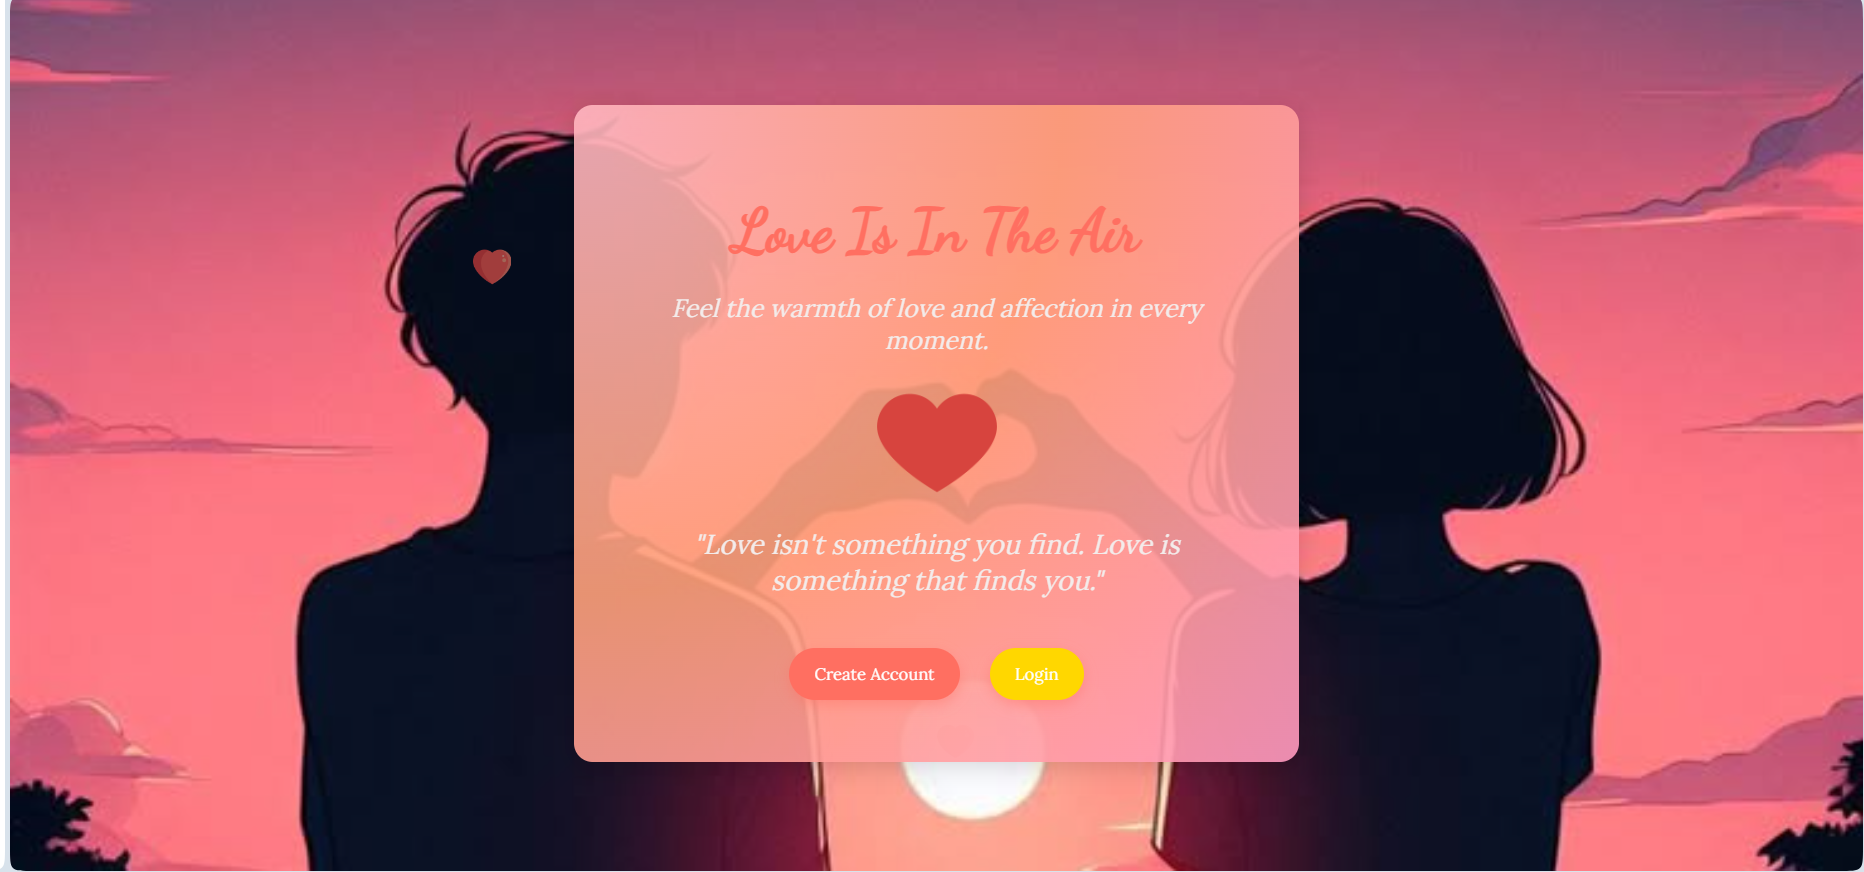 Love Is In The Air
Feel the warmth of love and affection in every
moment.
"Love isn't something you find. Love is
something that finds you."
Create Account
Login